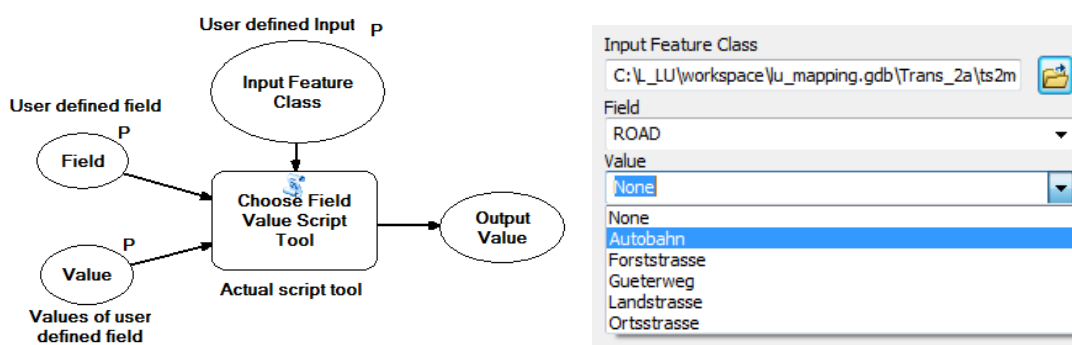 User defined Input P
Input Feature
Class
User defined field
P
Field
Choose Field
Value Script
Tool
Output
Value
P
Value
Actual script tool
Values of user
defined field
Input Feature Class
C:\L_LU\workspace\lu_mapping.gdb\Trans_2a\ts2m
Field
ROAD
Value
None
None
Autobahn
Forststrasse
Gueterweg
Landstrasse
Ortsstrasse